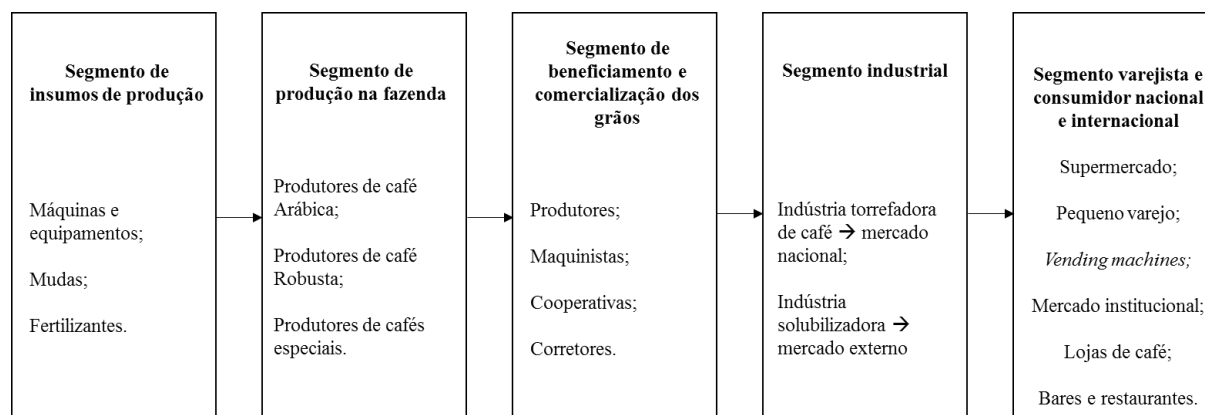 Segmento de
insumos de produção
Máquinas e
equipamentos;
Mudas;
Fertilizantes.
Segmento de
produção na fazenda
Produtores de café
Arábica;
Produtores de café
Robusta;
Produtores de cafés
especiais.
Segmento de
beneficiamento e
comercialização dos
grãos
Produtores;
Maquinistas;
Cooperativas;
Corretores.
Segmento industrial
Indústria torrefadora
de café → mercado
nacional;
Indústria
solubilizadora →
mercado externo
Segmento varejista e
consumidor nacional
e internacional
Supermercado;
Pequeno varejo;
Vending machines;
Mercado institucional;
Lojas de café;
Bares e restaurantes.